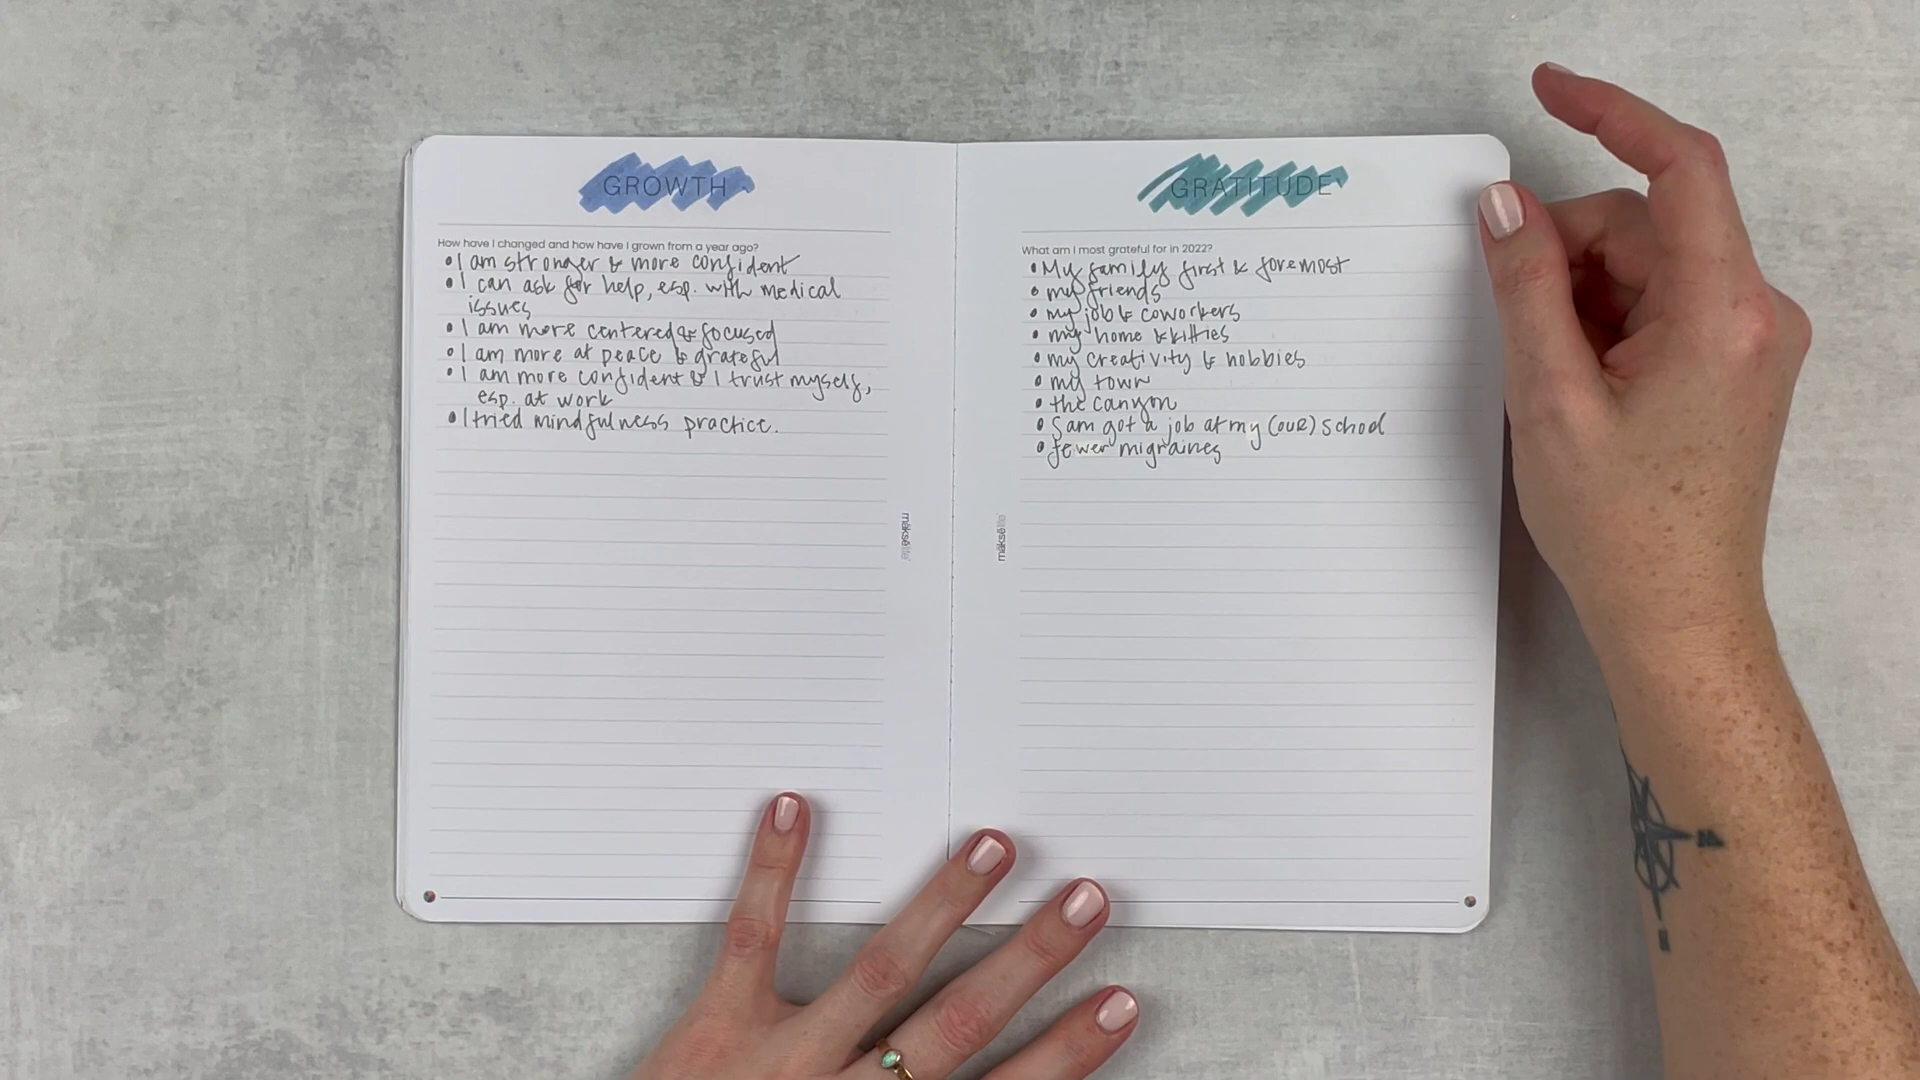 GROWTH
How have I changed and how have I grown from a year ago?
• I am stronger & more confident
• I can ask for help, esp. with medical
issues
• I am more centered & focused
• I am more at peace & grateful
• I am more confident & I trust myself,
esp. at work
• I tried mindfulness practice.
mäksēlife
GRATITUDE
What am I most grateful for in 2022?
• My family first & foremost
• my friends
• my job & coworkers
• my home & kitties
• my creativity & hobbies
• my town
• the canyon
• Sam got a job at my (OUR) school
• fewer migraines
mäksēlife